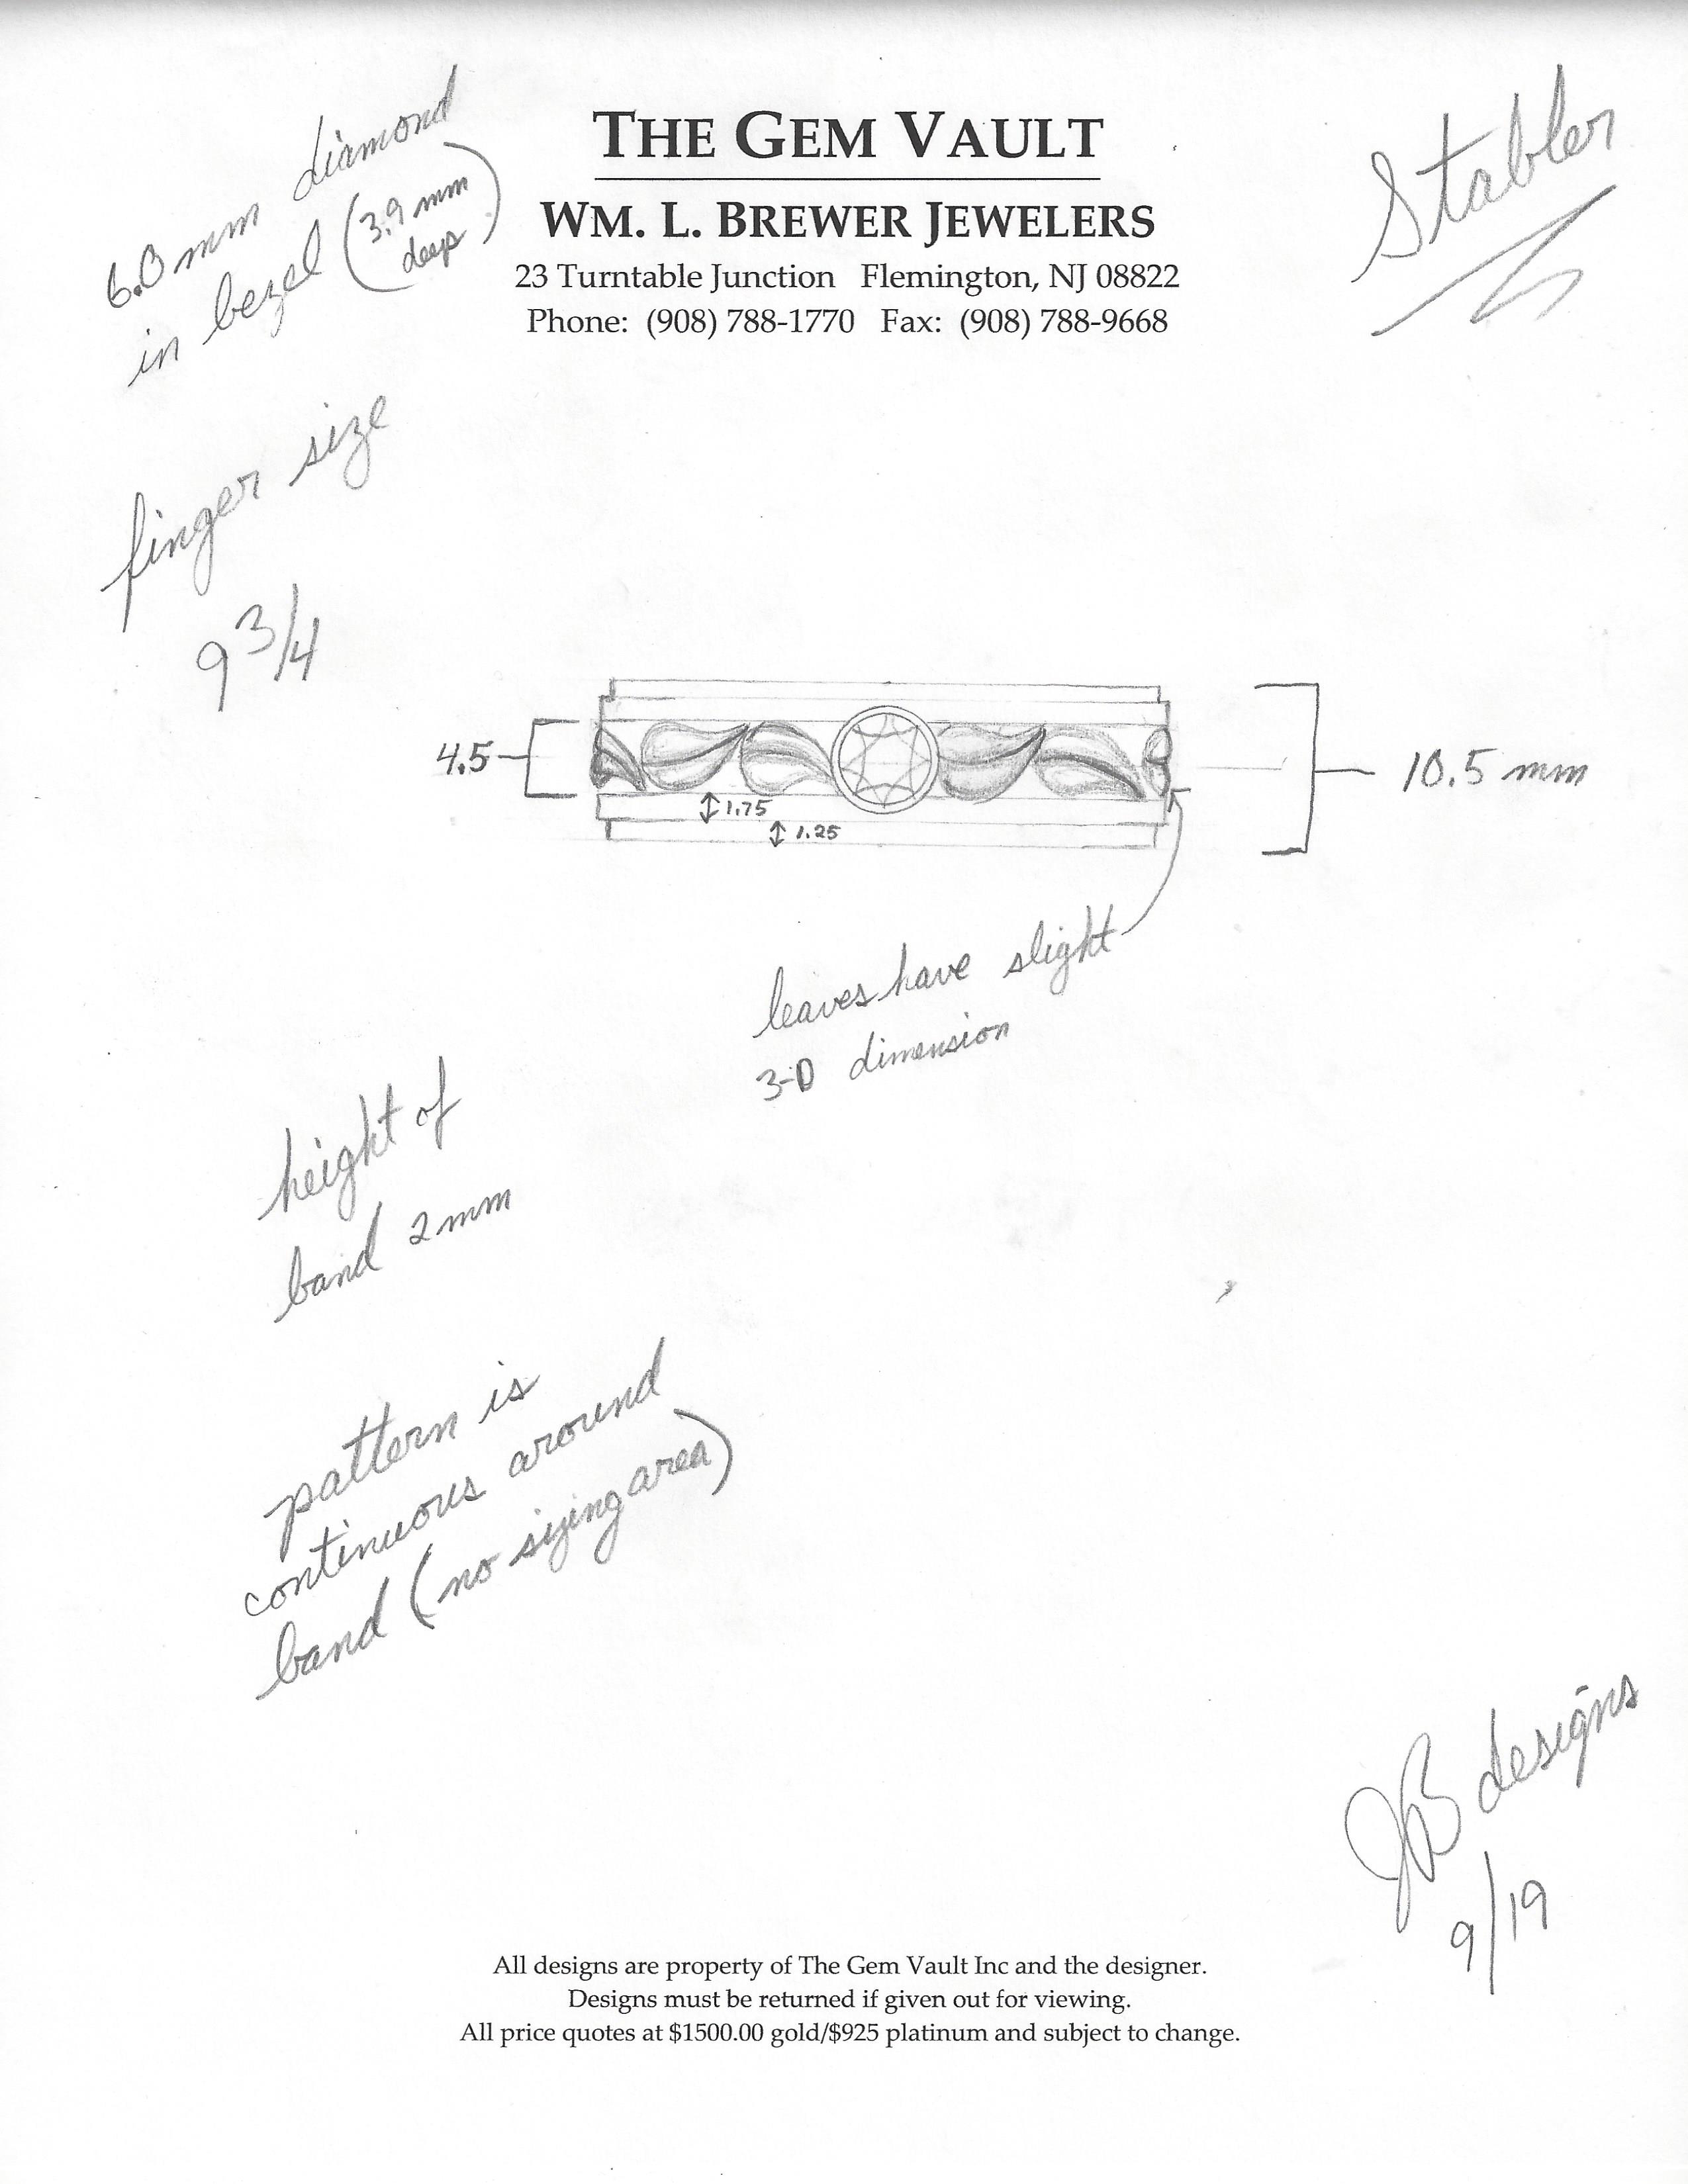 THE GEM VAULT
WM. L. BREWER JEWELERS
23 Turntable Junction Flemington, NJ 08822
Phone: (908) 788-1770 Fax: (908) 788-9668
Stabler
6.0 mm diamond
in bezel (3.9 mm
deep)
finger size
9 3/4
4.5
1.75
1.25
10.5 mm
leaves have slight
3-D dimension
height of
band 2mm
pattern is
continuous around
band (no sizing area)
JB designs
9/19
All designs are property of The Gem Vault Inc and the designer.
Designs must be returned if given out for viewing.
All price quotes at $1500.00 gold/$925 platinum and subject to change.